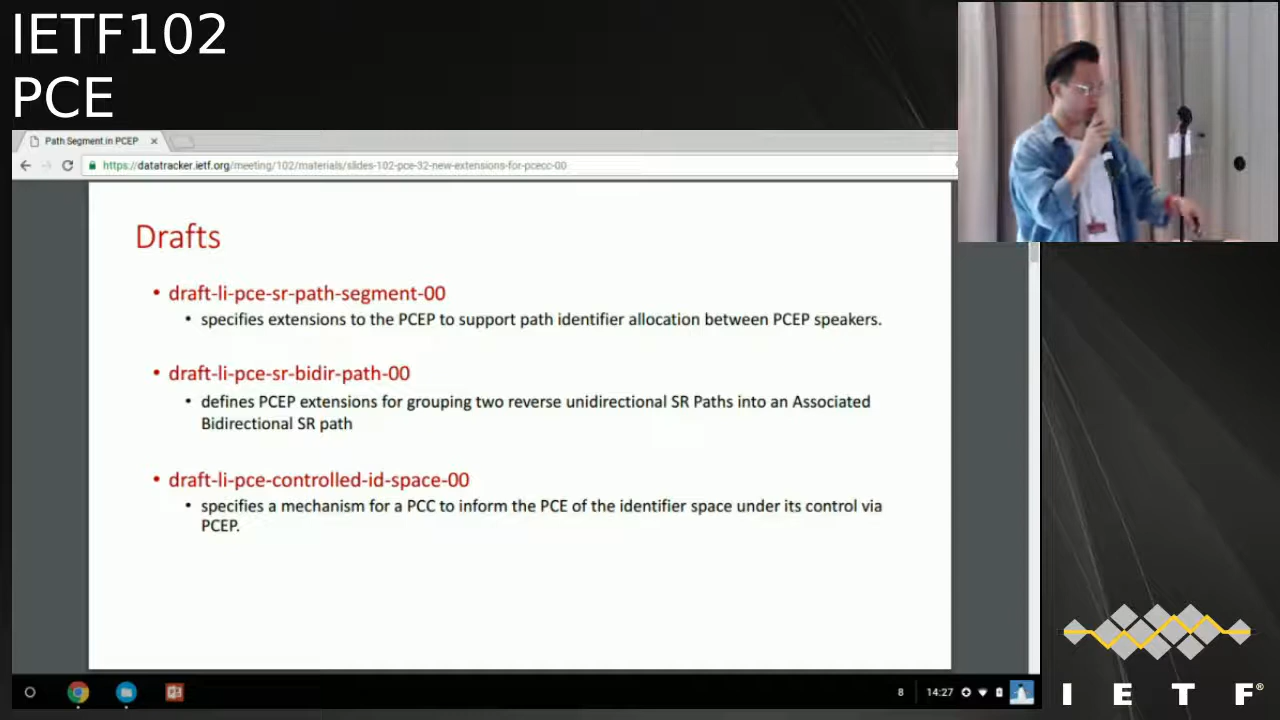 IETF102
PCE
Path Segment in PCEP
https://datatracker.ietf.org/meeting/102/materials/slides-102-pce-32-new-extensions-for-pcecc-00
Drafts
• draft-li-pce-sr-path-segment-00
• specifies extensions to the PCEP to support path identifier allocation between PCEP speakers.
• draft-li-pce-sr-bidir-path-00
• defines PCEP extensions for grouping two reverse unidirectional SR Paths into an Associated
Bidirectional SR path
• draft-li-pce-controlled-id-space-00
• specifies a mechanism for a PCC to inform the PCE of the identifier space under its control via
PCEP.
8 14:27
I E T F®